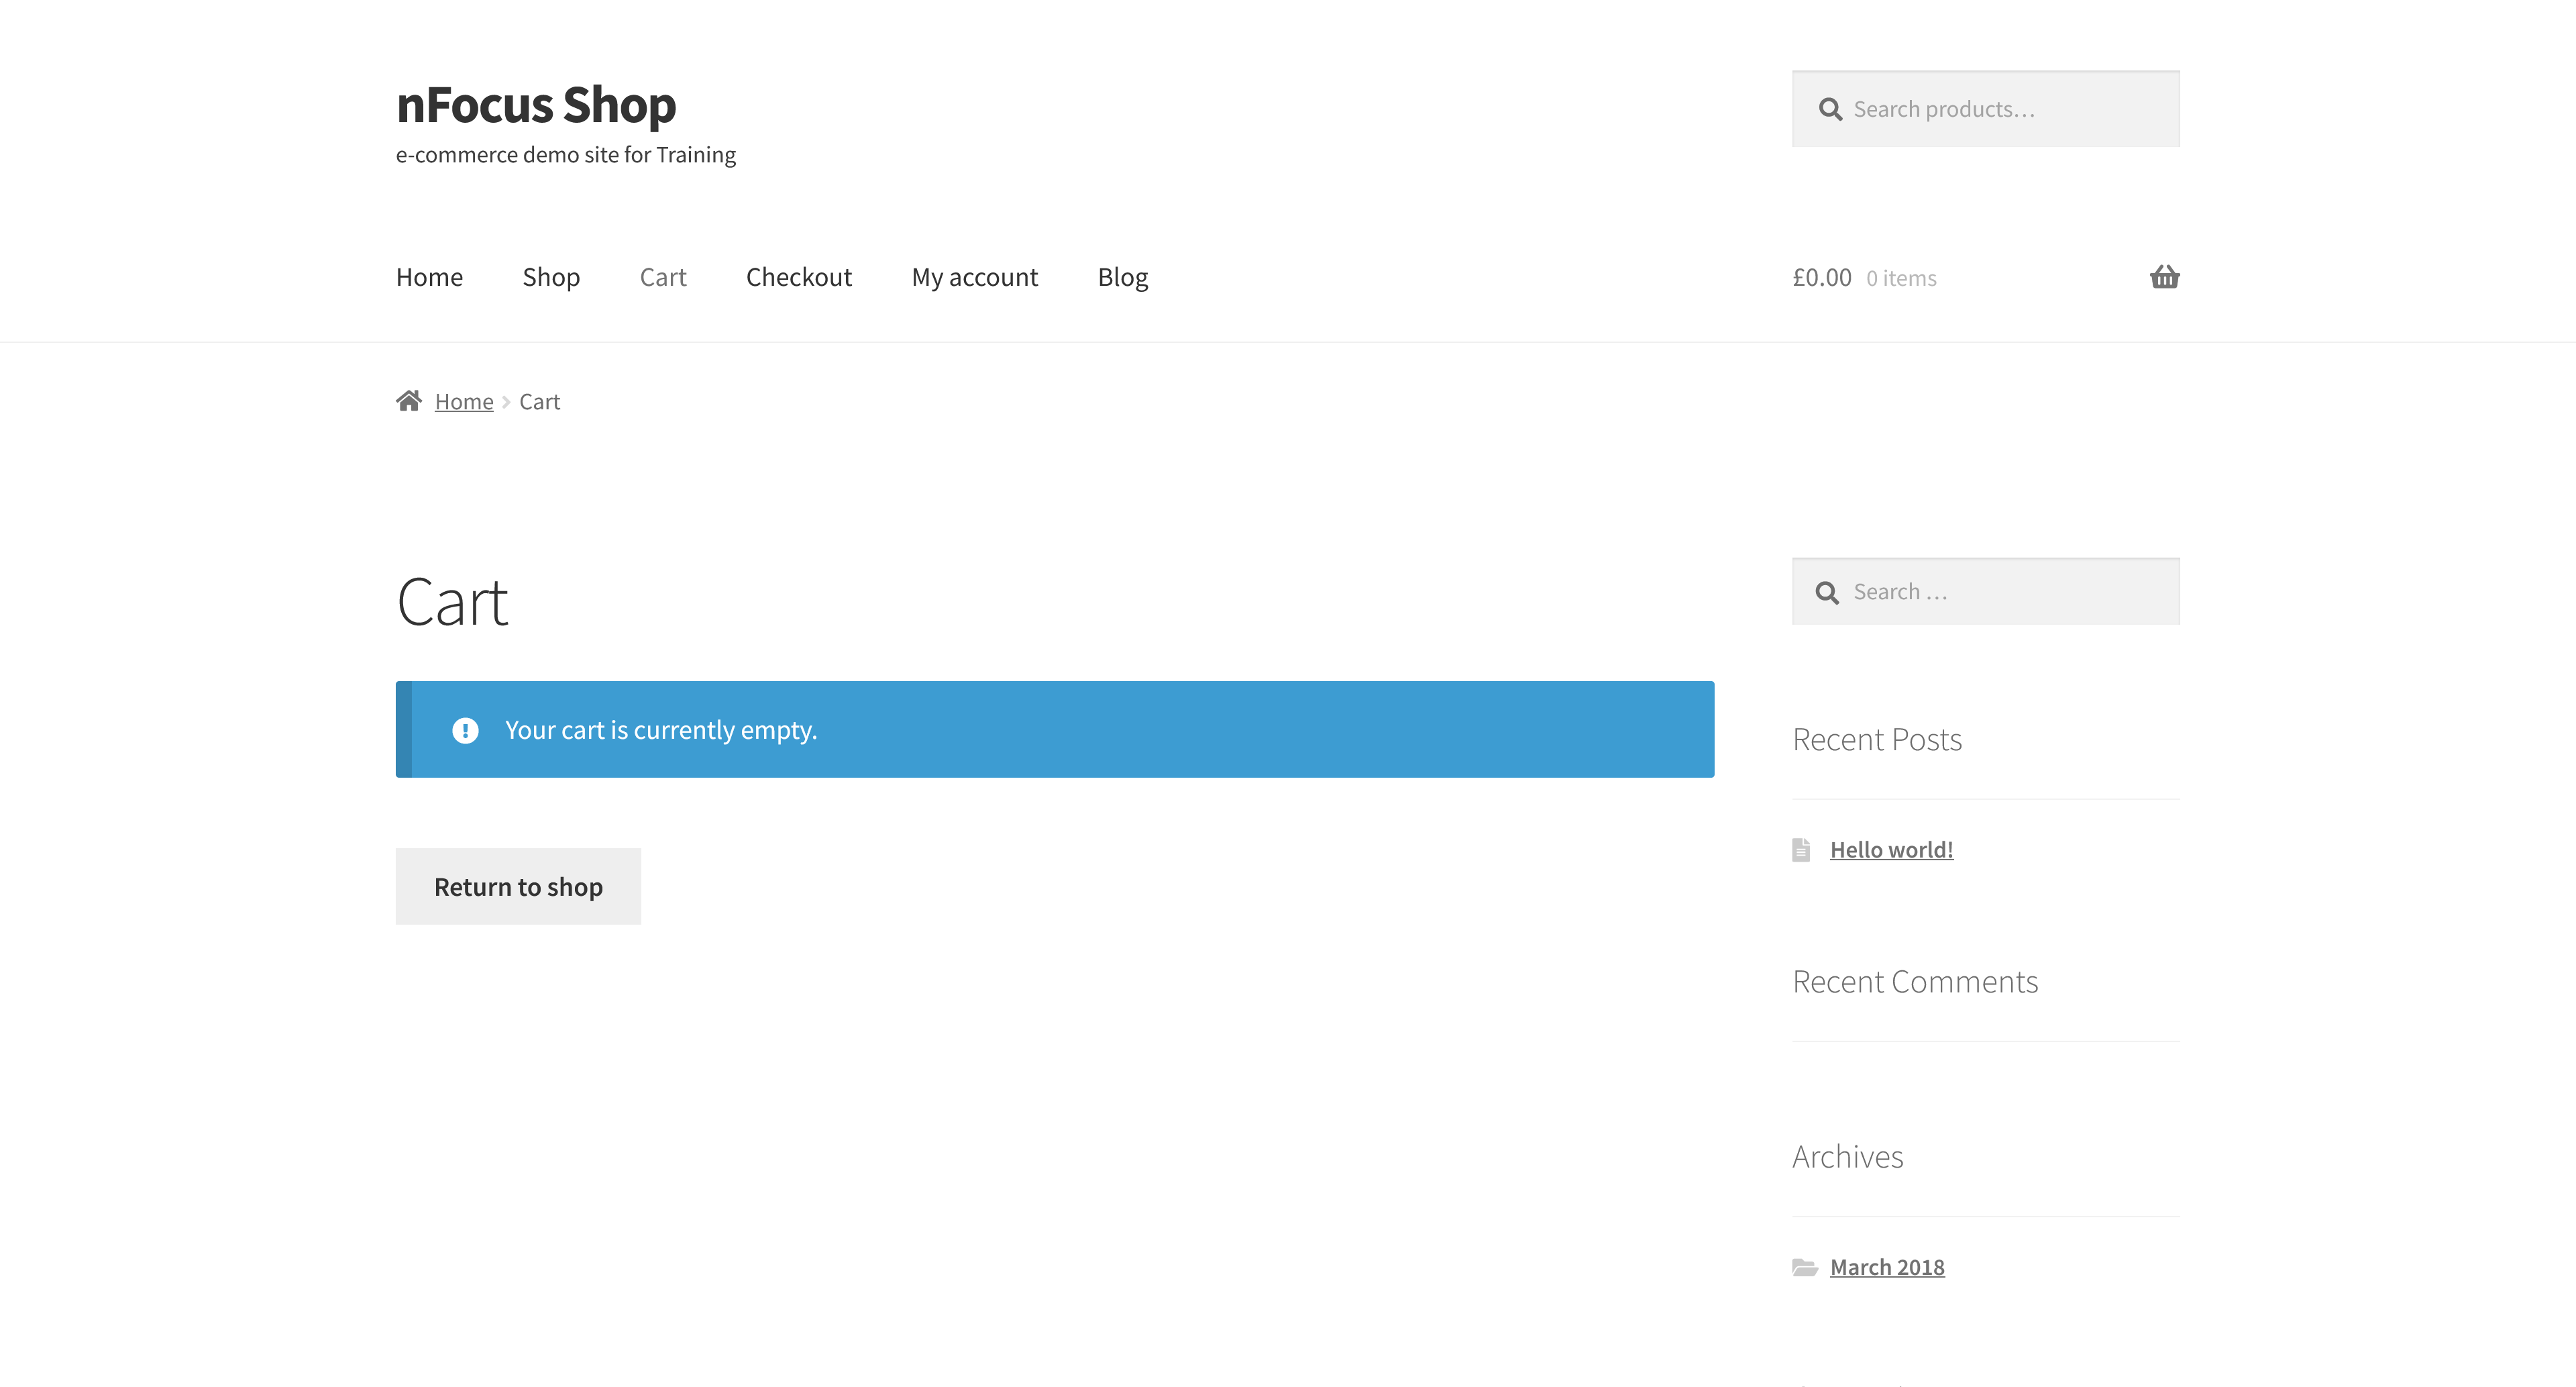 nFocus Shop
e-commerce demo site for Training
Search products…
Home Shop Cart Checkout My account Blog
£0.00 0 items
Home Cart
Cart
Your cart is currently empty.
Return to shop
Search …
Recent Posts
Hello world!
Recent Comments
Archives
March 2018